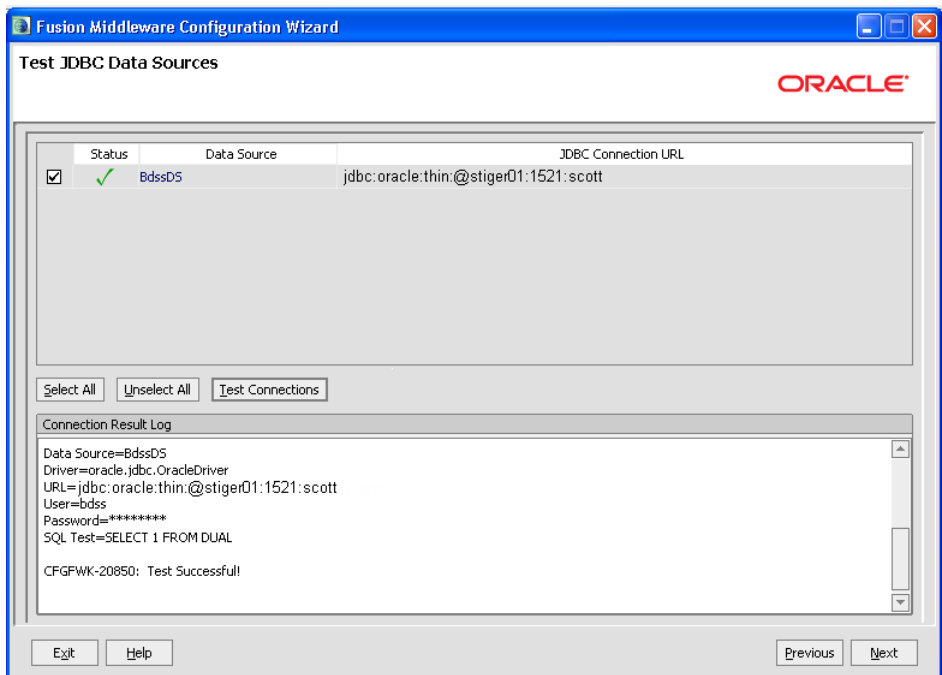 Fusion Middleware Configuration Wizard
Test JDBC Data Sources
ORACLE
Status Data Source JDBC Connection URL
BdssDS jdbc:oracle:thin:@stiger01:1521:scott
Select All Unselect All Test Connections
Connection Result Log
Data Source=BdssDS
Driver=oracle.jdbc.OracleDriver
URL=jdbc:oracle:thin:@stiger01:1521:scott
User=bdss
Password=********
SQL Test=SELECT 1 FROM DUAL
CFGFWK-20850:  Test Successful!
Exit Help Previous Next